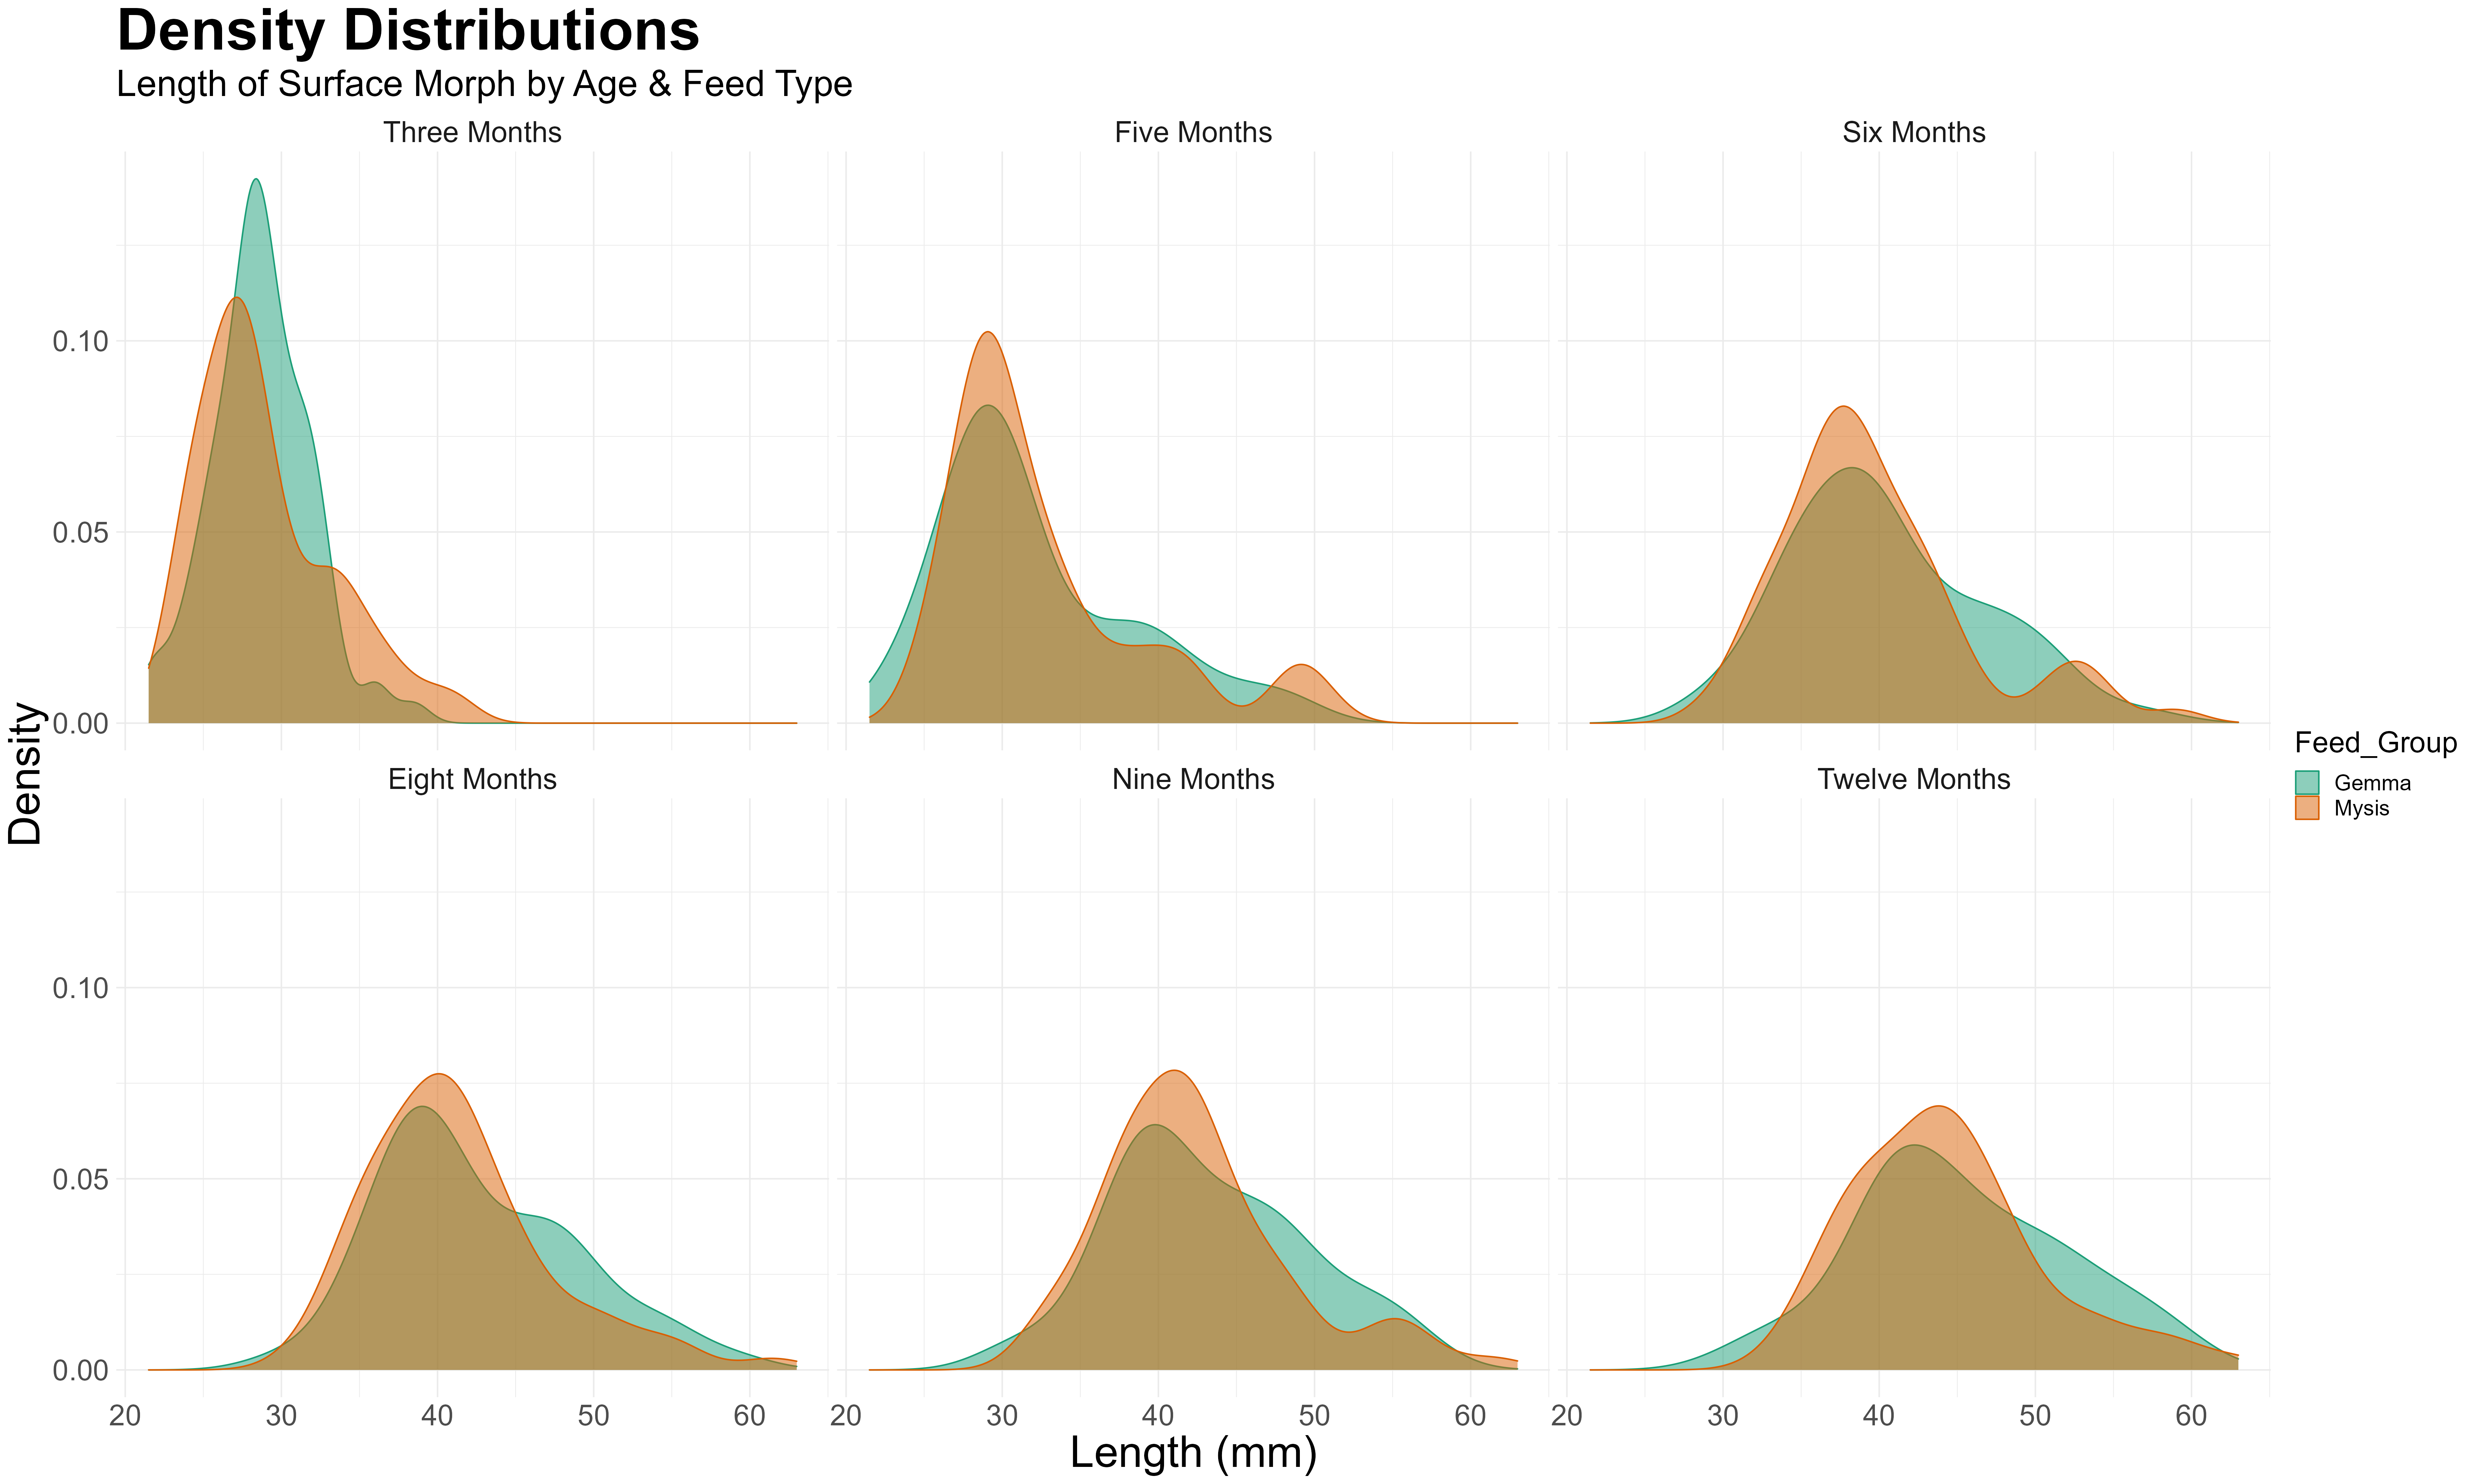 Density Distributions
Length of Surface Morph by Age & Feed Type
Three Months
Five Months
Six Months
0.10
0.05
0.00
Eight Months
Nine Months
Twelve Months
0.10
0.05
0.00
20 30 40 50 60
20 30 40 50 60
20 30 40 50 60
Density
Length (mm)
Feed_Group
Gemma
Mysis